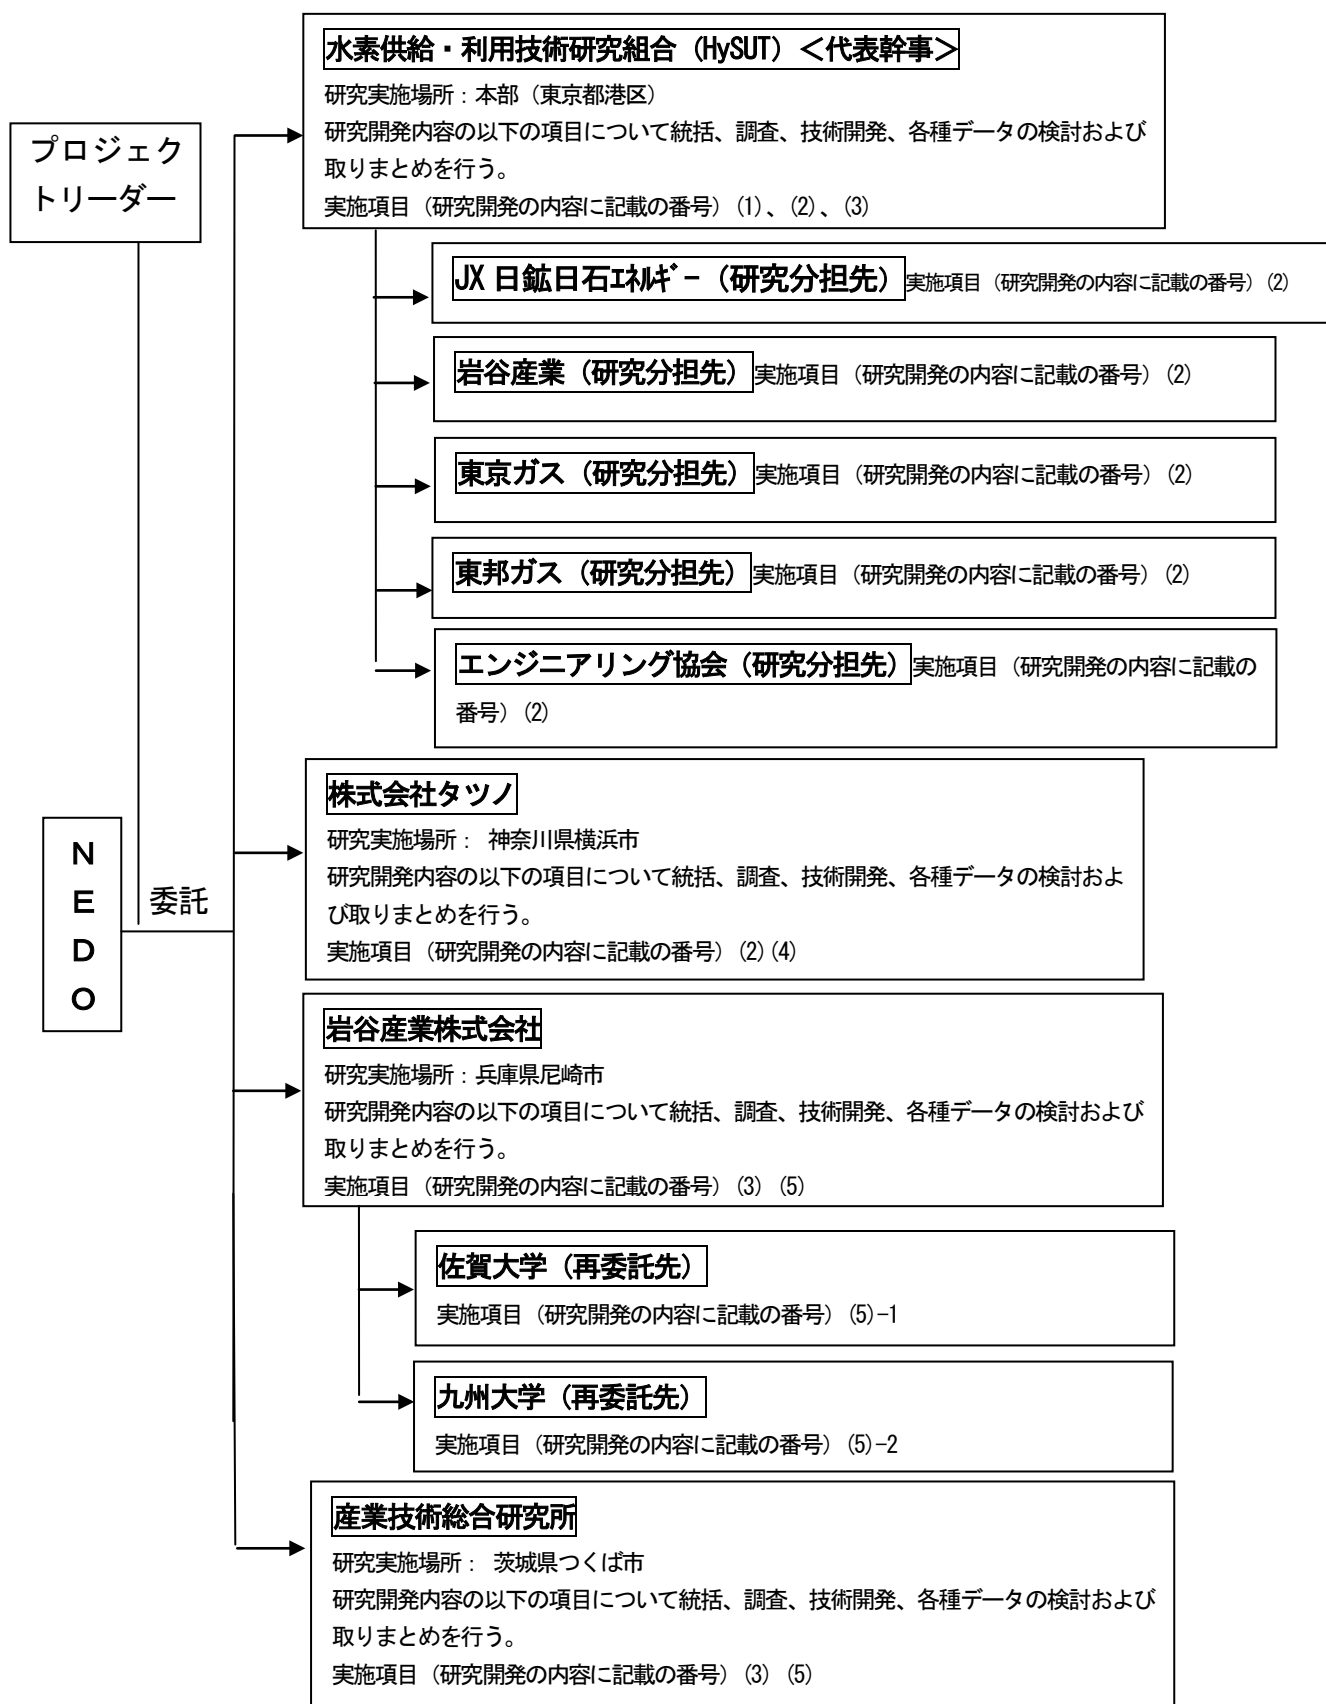 水素供給・利用技術研究組合（HySUT）＜代表幹事＞
研究実施場所：本部（東京都港区）
研究開発内容の以下の項目について統括、調査、技術開発、各種データの検討および
取りまとめを行う。
実施項目（研究開発の内容に記載の番号）(1)、(2)、(3)
プロジェク
トリーダー
JX 日鉱日石ｴﾈﾙｷﾞｰ（研究分担先）実施項目（研究開発の内容に記載の番号）(2)
岩谷産業（研究分担先）実施項目（研究開発の内容に記載の番号）(2)
東京ガス（研究分担先）実施項目（研究開発の内容に記載の番号）(2)
東邦ガス（研究分担先）実施項目（研究開発の内容に記載の番号）(2)
エンジニアリング協会（研究分担先）実施項目（研究開発の内容に記載の
番号）(2)
株式会社タツノ
研究実施場所： 神奈川県横浜市
研究開発内容の以下の項目について統括、調査、技術開発、各種データの検討およ
び取りまとめを行う。
実施項目（研究開発の内容に記載の番号）(2)(4)
N
E
D
O
委託
岩谷産業株式会社
研究実施場所：兵庫県尼崎市
研究開発内容の以下の項目について統括、調査、技術開発、各種データの検討および
取りまとめを行う。
実施項目（研究開発の内容に記載の番号）(3) (5)
佐賀大学（再委託先）
実施項目（研究開発の内容に記載の番号）(5)-1
九州大学（再委託先）
実施項目（研究開発の内容に記載の番号）(5)-2
産業技術総合研究所
研究実施場所： 茨城県つくば市
研究開発内容の以下の項目について統括、調査、技術開発、各種データの検討および
取りまとめを行う。
実施項目（研究開発の内容に記載の番号）(3) (5)